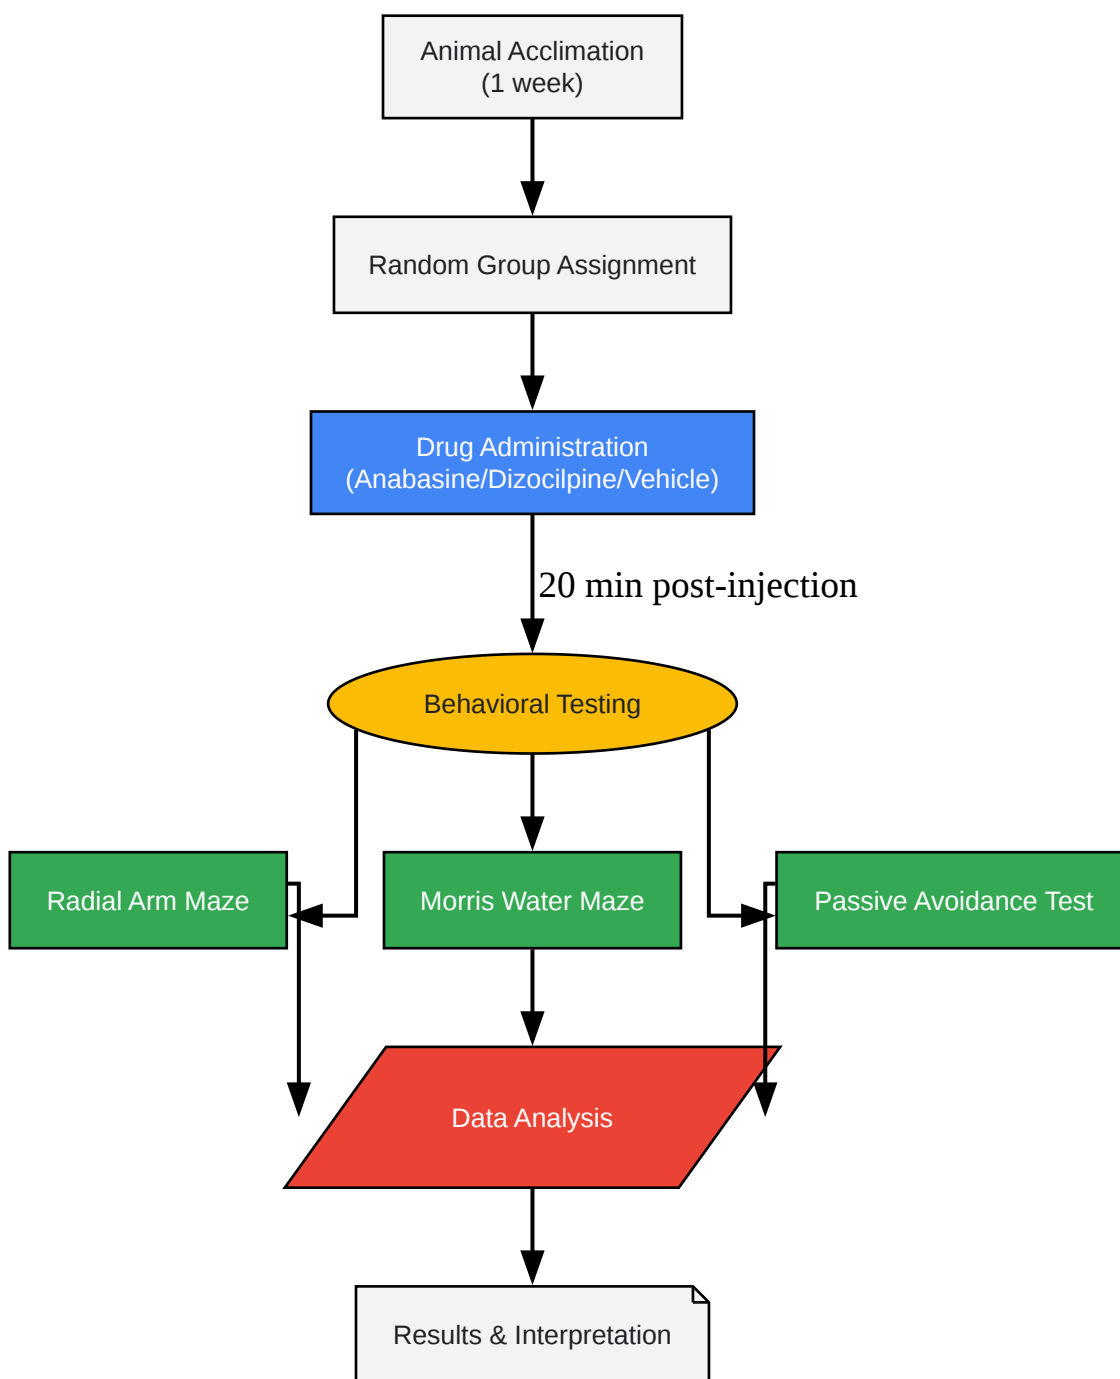 Animal Acclimation
(1 week)
Random Group Assignment
Drug Administration
(Anabasine/Dizocilpine/Vehicle)
20 min post-injection
Behavioral Testing
Radial Arm Maze
Morris Water Maze
Passive Avoidance Test
Data Analysis
Results & Interpretation